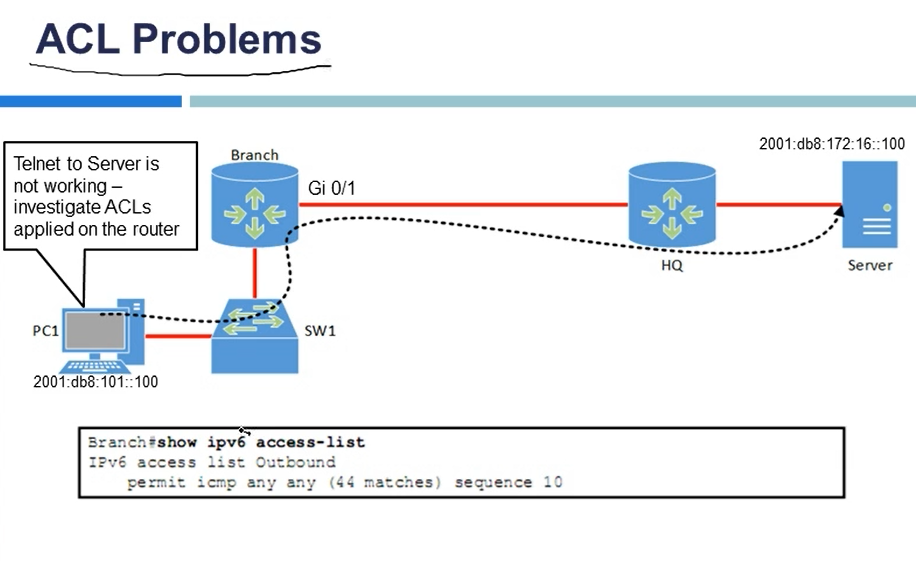 ACL Problems
Telnet to Server is
not working –
investigate ACLs
applied on the router
Branch
Gi 0/1
2001:db8:172:16::100
HQ
Server
PC1
SW1
2001:db8:101::100
Branch#show ipv6 access-list
IPv6 access list Outbound
permit icmp any any (44 matches) sequence 10